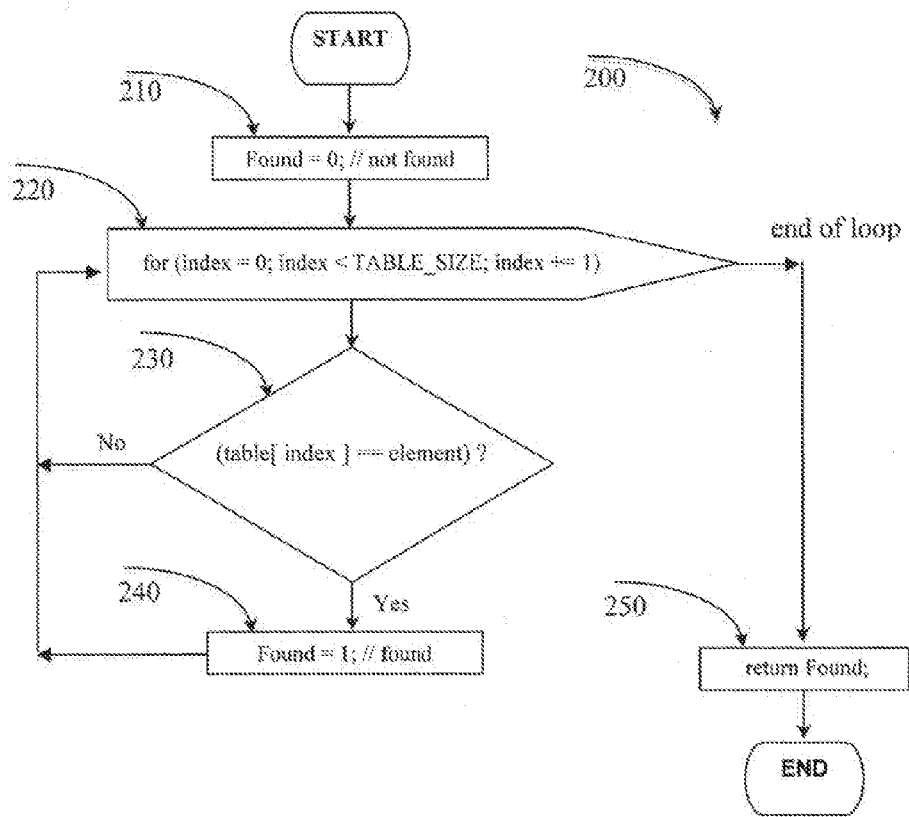 START
210
200
Found = 0; // not found
220
end of loop
for (index = 0; index < TABLE_SIZE; index += 1)
230
No
(table[ index ] == element) ?
240
Yes
250
Found = 1; // found
return Found;
END